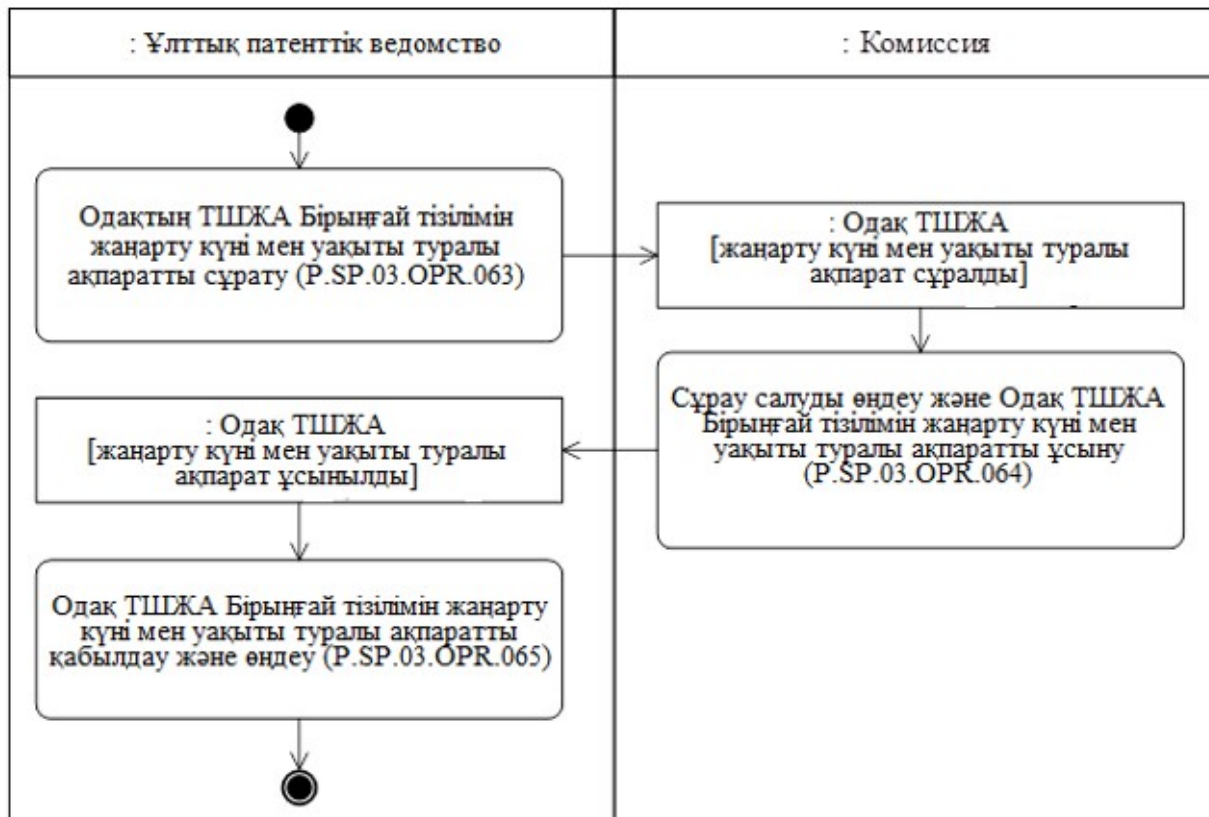 : Ұлттық патенттік ведомство
: Комиссия
Одақтың ТШЖА Бірыңғай тізілімін
жаңарту күні мен уақыты туралы
ақпаратты сұрату (P.SP.03.OPR.063)
: Одақ ТШЖА
[жаңарту күні мен уақыты туралы
ақпарат сұралды]
Сұрау салуды өңдеу және Одақ ТШЖА
Бірыңғай тізілімін жаңарту күні мен
уақыты туралы ақпаратты ұсыну
(P.SP.03.OPR.064)
: Одақ ТШЖА
[жаңарту күні мен уақыты туралы
ақпарат ұсынылды]
Одақ ТШЖА Бірыңғай тізілімін жаңарту
күні мен уақыты туралы ақпаратты
қабылдау және өңдеу (P.SP.03.OPR.065)